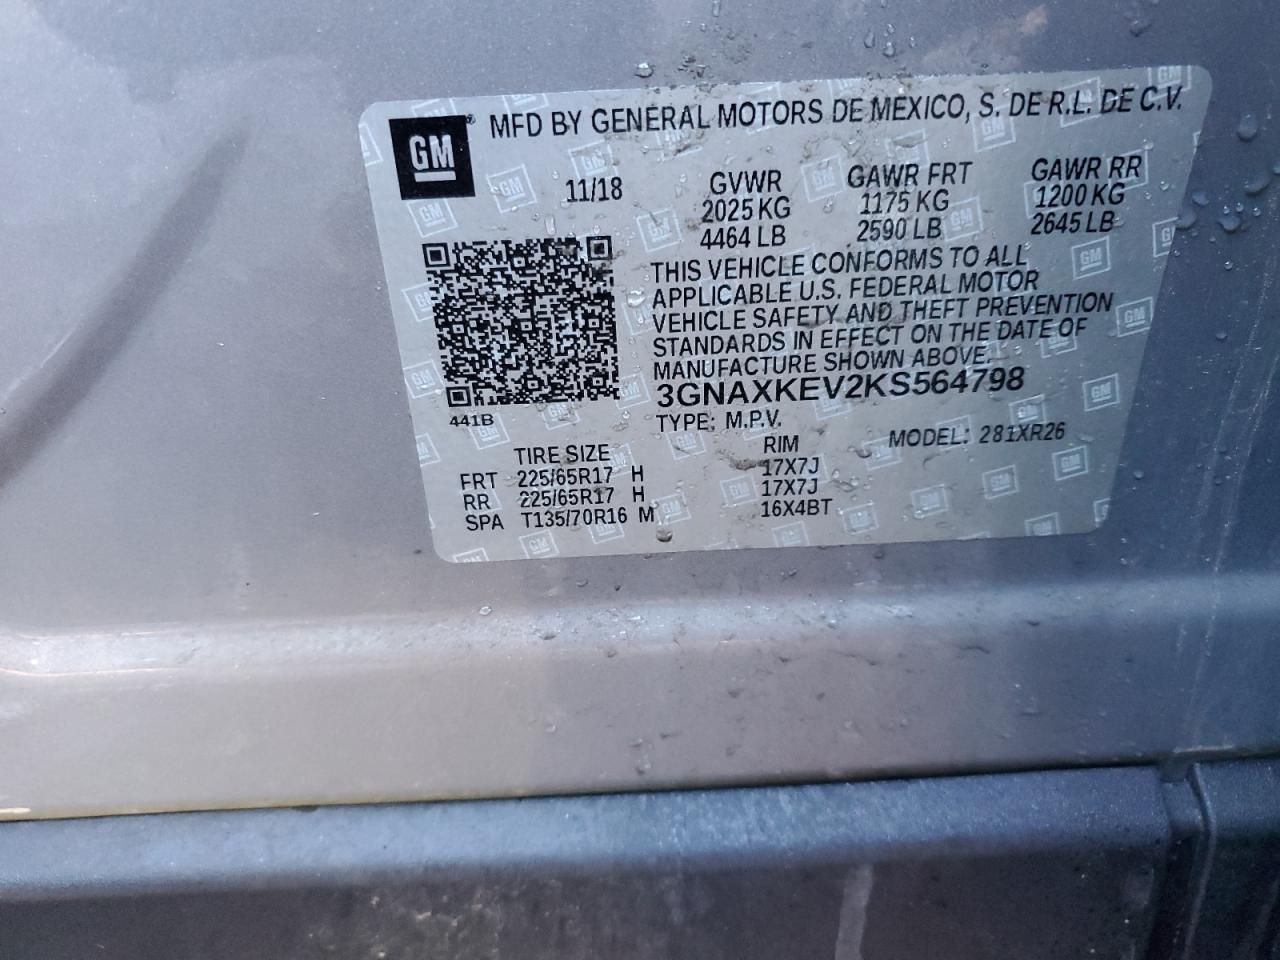 GM
MFD BY GENERAL MOTORS DE MEXICO, S. DE R.L. DE C.V.
11/18 GVWR GAWR FRT GAWR RR
2025 KG 1175 KG 1200 KG
4464 LB 2590 LB 2645 LB
THIS VEHICLE CONFORMS TO ALL
APPLICABLE U.S. FEDERAL MOTOR
VEHICLE SAFETY AND THEFT PREVENTION
STANDARDS IN EFFECT ON THE DATE OF
MANUFACTURE SHOWN ABOVE.
3GNAXKEV2KS564798
441B
TYPE: M.P.V. MODEL: 281XR26
TIRE SIZE RIM
FRT 225/65R17 H 17X7J
RR 225/65R17 H 17X7J
SPA T135/70R16 M 16X4BT